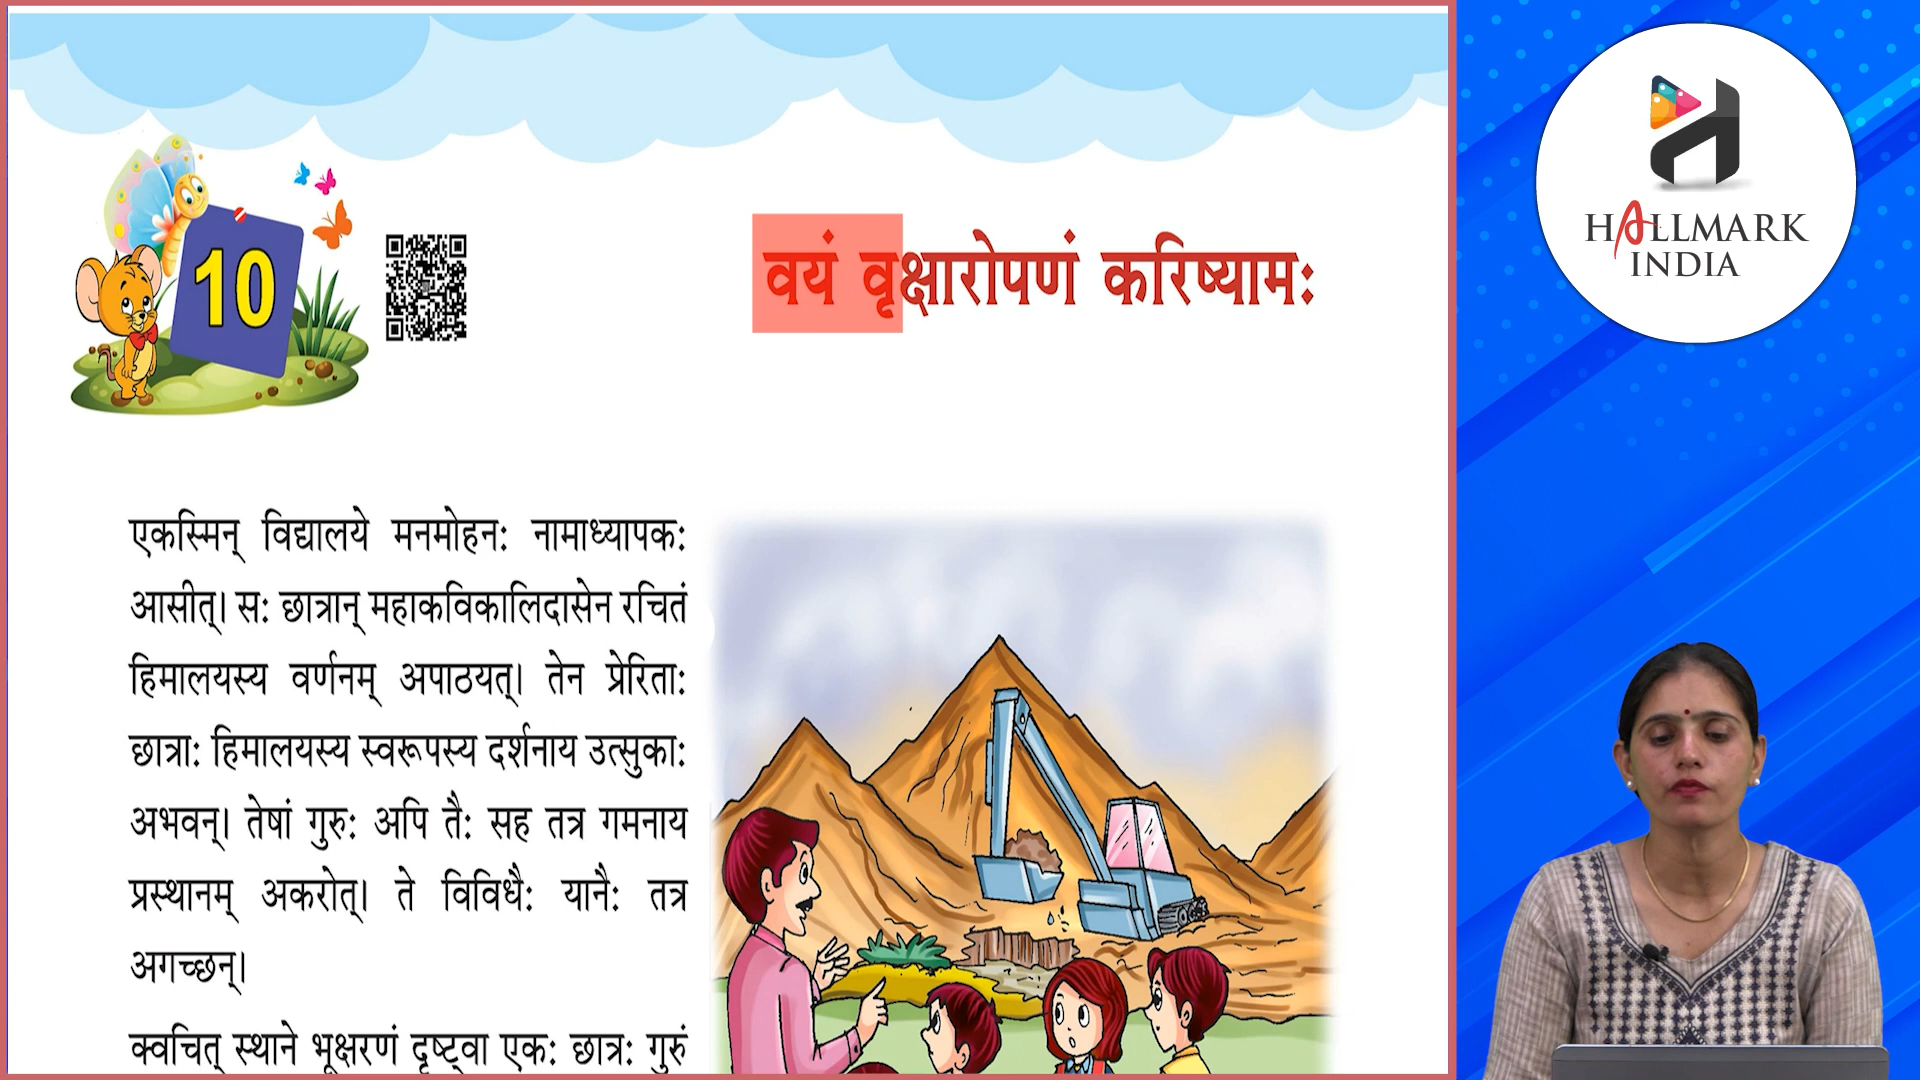 10
वयं वृक्षारोपणं करिष्यामः
एकस्मिन् विद्यालये मनमोहनः नामाध्यापकः
आसीत्। सः छात्रान् महाकविकालिदासेन रचितं
हिमालयस्य वर्णनम् अपाठयत्। तेन प्रेरिताः
छात्राः हिमालयस्य स्वरूपस्य दर्शनाय उत्सुकाः
अभवन्। तेषां गुरुः अपि तैः सह तत्र गमनाय
प्रस्थानम् अकरोत्। ते विविधैः यानैः तत्र
अगच्छन्।
क्वचित् स्थाने भूक्षरणं दृष्ट्वा एकः छात्रः गुरुं
HALLMARK
INDIA